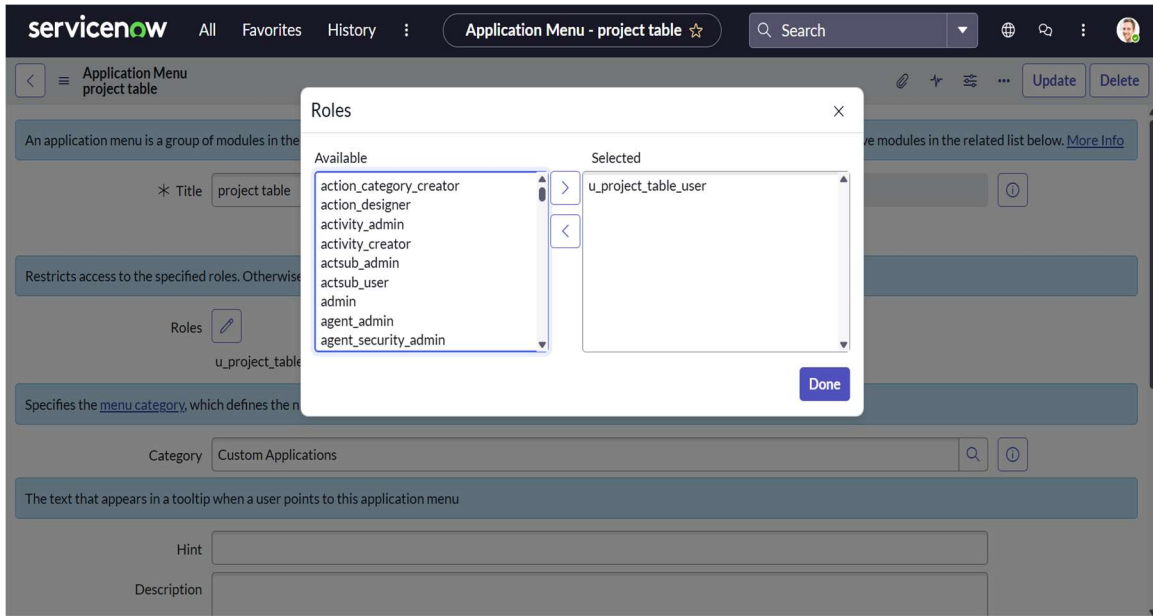 servicenow All Favorites History Application Menu - project table Search
Application Menu
project table
Update Delete
Roles
An application menu is a group of modules in the
ve modules in the related list below. More Info
Available Selected
Title project table
action_category_creator
action_designer
activity_admin
activity_creator
actsub_admin
actsub_user
admin
agent_admin
agent_security_admin
u_project_table_user
Restricts access to the specified roles. Otherwise
Roles
u_project_table
Done
Specifies the menu category, which defines the n
Category Custom Applications
The text that appears in a tooltip when a user points to this application menu
Hint
Description